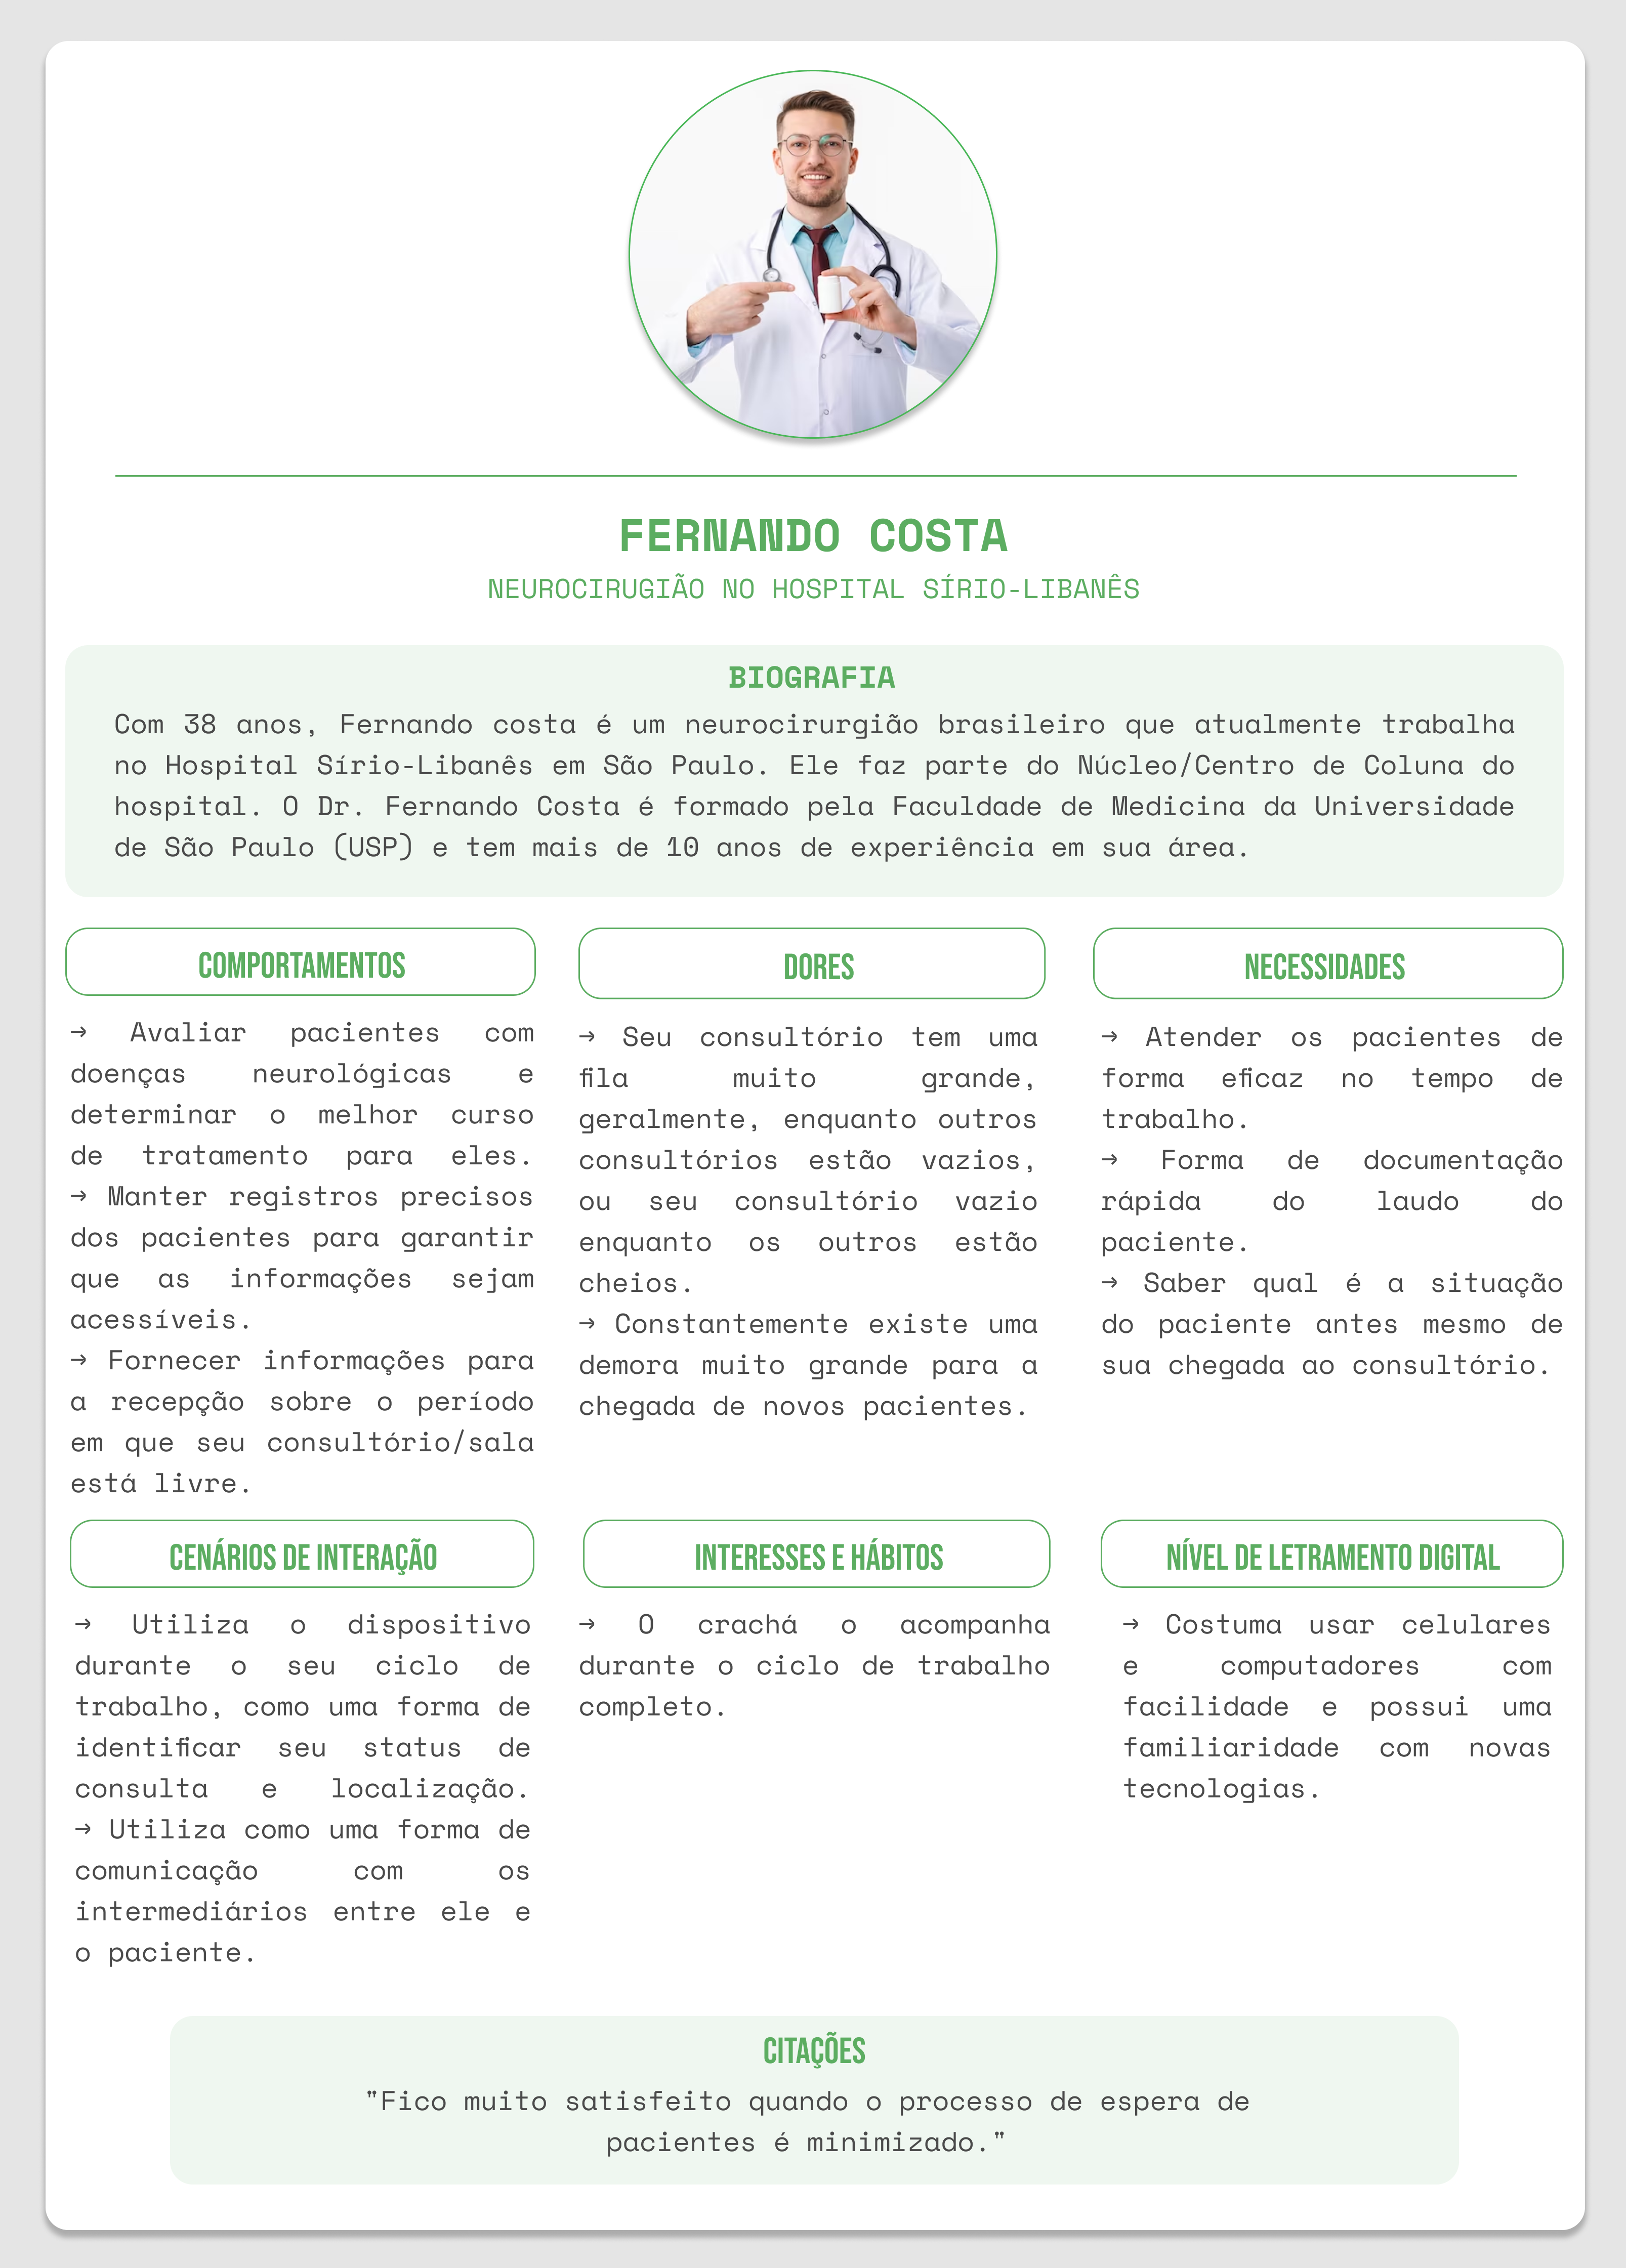 FERNANDO COSTA
NEUROCIRUGIÃO NO HOSPITAL SÍRIO-LIBANÊS
BIOGRAFIA
Com 38 anos, Fernando costa é um neurocirurgião brasileiro que atualmente trabalha
no Hospital Sírio-Libanês em São Paulo. Ele faz parte do Núcleo/Centro de Coluna do
hospital. O Dr. Fernando Costa é formado pela Faculdade de Medicina da Universidade
de São Paulo (USP) e tem mais de 10 anos de experiência em sua área.
COMPORTAMENTOS
→ Avaliar pacientes com
doenças neurológicas e
determinar o melhor curso
de tratamento para eles.
→ Manter registros precisos
dos pacientes para garantir
que as informações sejam
acessíveis.
→ Fornecer informações para
a recepção sobre o período
em que seu consultório/sala
está livre.
DORES
→ Seu consultório tem uma
fila muito grande,
geralmente, enquanto outros
consultórios estão vazios,
ou seu consultório vazio
enquanto os outros estão
cheios.
→ Constantemente existe uma
demora muito grande para a
chegada de novos pacientes.
NECESSIDADES
→ Atender os pacientes de
forma eficaz no tempo de
trabalho.
→ Forma de documentação
rápida do laudo do
paciente.
→ Saber qual é a situação
do paciente antes mesmo de
sua chegada ao consultório.
CENÁRIOS DE INTERAÇÃO
→ Utiliza o dispositivo
durante o seu ciclo de
trabalho, como uma forma de
identificar seu status de
consulta e localização.
→ Utiliza como uma forma de
comunicação com os
intermediários entre ele e
o paciente.
INTERESSES E HÁBITOS
→ O crachá o acompanha
durante o ciclo de trabalho
completo.
NÍVEL DE LETRAMENTO DIGITAL
→ Costuma usar celulares
e computadores com
facilidade e possui uma
familiaridade com novas
tecnologias.
CITAÇÕES
"Fico muito satisfeito quando o processo de espera de
pacientes é minimizado."